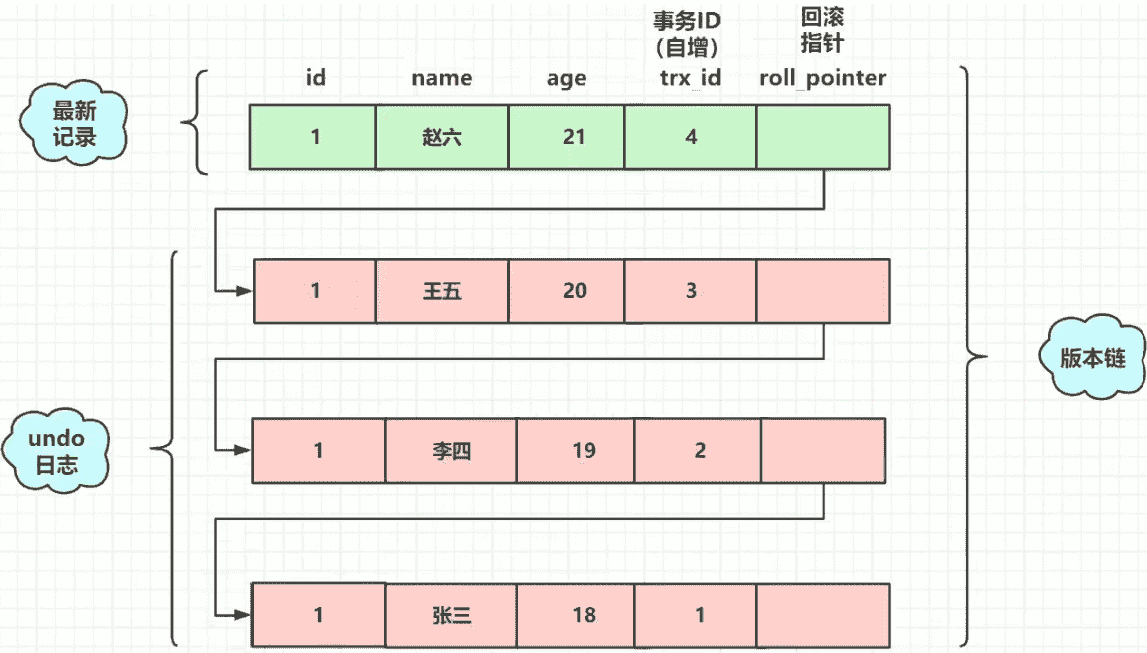 事务ID
（自增）
回滚
指针
id name age trx_id roll_pointer
最新
记录
1 赵六 21 4
1 王五 20 3
版本链
undo
日志
1 李四 19 2
1 张三 18 1